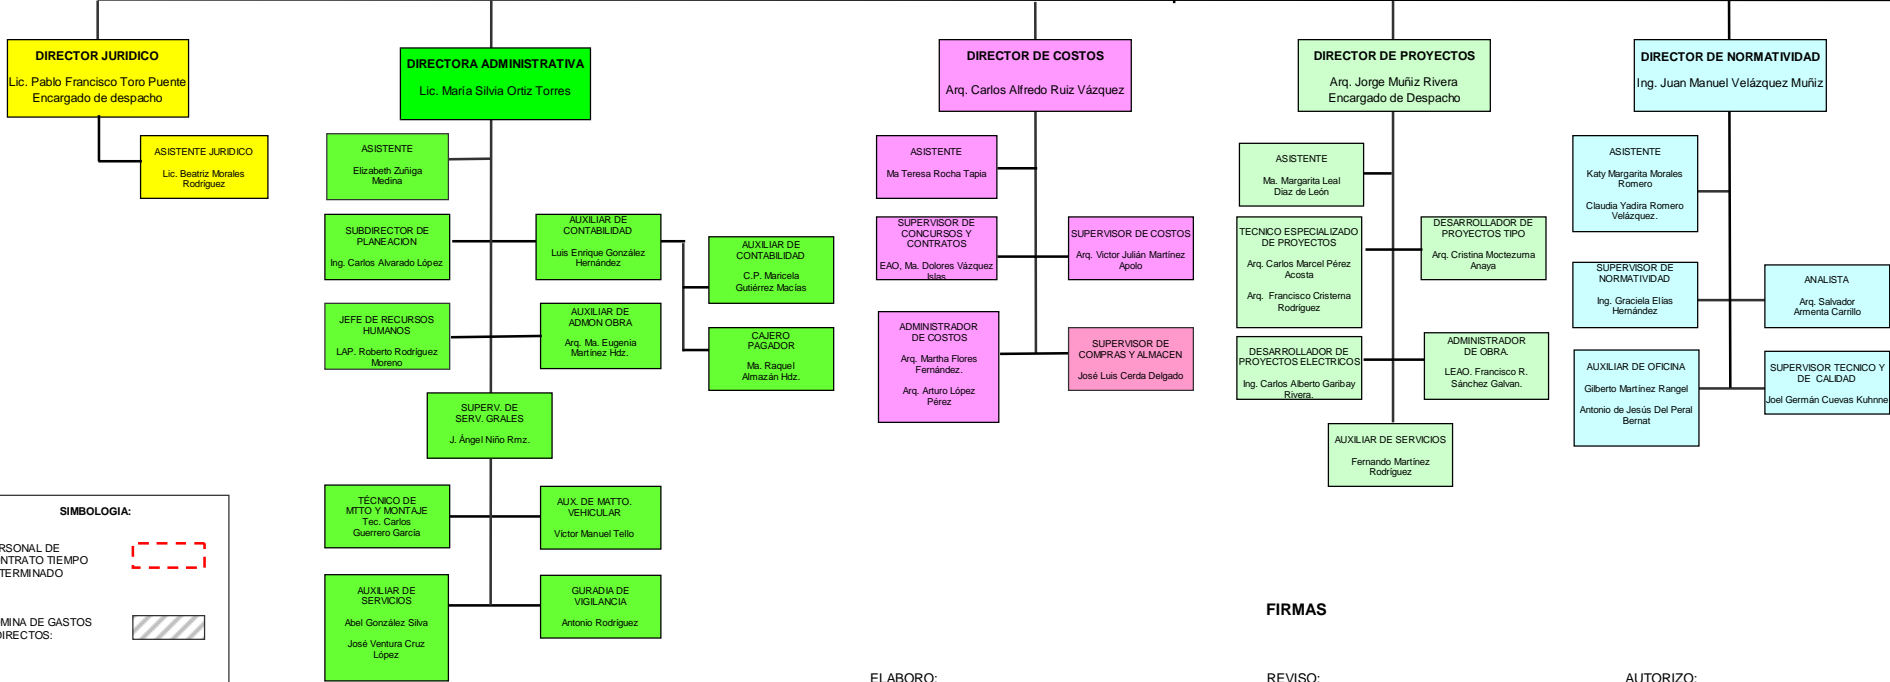 DIRECTOR JURIDICO
Lic. Pablo Francisco Toro Puente
Encargado de despacho
ASISTENTE JURIDICO
Lic. Beatriz Morales
Rodríguez
DIRECTORA ADMINISTRATIVA
Lic. María Silvia Ortiz Torres
ASISTENTE
Elizabeth Zuñiga
Medina
SUBDIRECTOR DE
PLANEACION
Ing. Carlos Alvarado López
AUXILIAR DE
CONTABILIDAD
Luis Enrique González
Hernández
AUXILIAR DE
CONTABILIDAD
C.P. Maricela
Gutiérrez Macías
JEFE DE RECURSOS
HUMANOS
LAP. Roberto Rodríguez
Moreno
AUXILIAR DE
ADMON OBRA
Arq. Ma. Eugenia
Martínez Hdz.
CAJERO
PAGADOR
Ma. Raquel
Almazán Hdz.
SUPERV. DE
SERV. GRALES
J. Ángel Niño Rmz.
TÉCNICO DE
MTTO Y MONTAJE
Tec. Carlos
Guerrero García
AUX. DE MATTO.
VEHICULAR
Víctor Manuel Tello
AUXILIAR DE
SERVICIOS
Abel González Silva
José Ventura Cruz
López
GURADIA DE
VIGILANCIA
Antonio Rodríguez
DIRECTOR DE COSTOS
Arq. Carlos Alfredo Ruiz Vázquez
ASISTENTE
Ma Teresa Rocha Tapia
SUPERVISOR DE
CONCURSOS Y
CONTRATOS
EAO, Ma. Dolores Vázquez
Islas
SUPERVISOR DE COSTOS
Arq. Victor Julián Martínez
Apolo
ADMINISTRADOR
DE COSTOS
Arq. Martha Flores
Fernández.
Arq. Arturo López
Pérez
SUPERVISOR DE
COMPRAS Y ALMACEN
José Luis Cerda Delgado
DIRECTOR DE PROYECTOS
Arq. Jorge Muñiz Rivera
Encargado de Despacho
ASISTENTE
Ma. Margarita Leal
Diaz de León
TECNICO ESPECIALIZADO
DE PROYECTOS
Arq. Carlos Marcel Pérez
Acosta
Arq. Francisco Cristerna
Rodríguez
DESARROLLADOR DE
PROYECTOS TIPO
Arq. Cristina Moctezuma
Anaya
DESARROLLADOR DE
PROYECTOS ELECTRICOS
Ing. Carlos Alberto Garibay
Rivera.
ADMINISTRADOR
DE OBRA.
LEAO. Francisco R.
Sánchez Galvan.
AUXILIAR DE SERVICIOS
Fernando Martínez
Rodríguez
DIRECTOR DE NORMATIVIDAD
Ing. Juan Manuel Velázquez Muñiz
ASISTENTE
Katy Margarita Morales
Romero
Claudia Yadira Romero
Velázquez.
SUPERVISOR DE
NORMATIVIDAD
Ing. Graciela Elías
Hernández
ANALISTA
Arq. Salvador
Armenta Carrillo
AUXILIAR DE OFICINA
Gilberto Martínez Rangel
Antonio de Jesús Del Peral
Bernat
SUPERVISOR TECNICO Y
DE CALIDAD
Joel Germán Cuevas Kuhnne
SIMBOLOGIA:
RSONAL DE
NTRATO TIEMPO
TERMINADO
MINA DE GASTOS
DIRECTOS:
FIRMAS
ELABORO:
REVISO:
AUTORIZO: